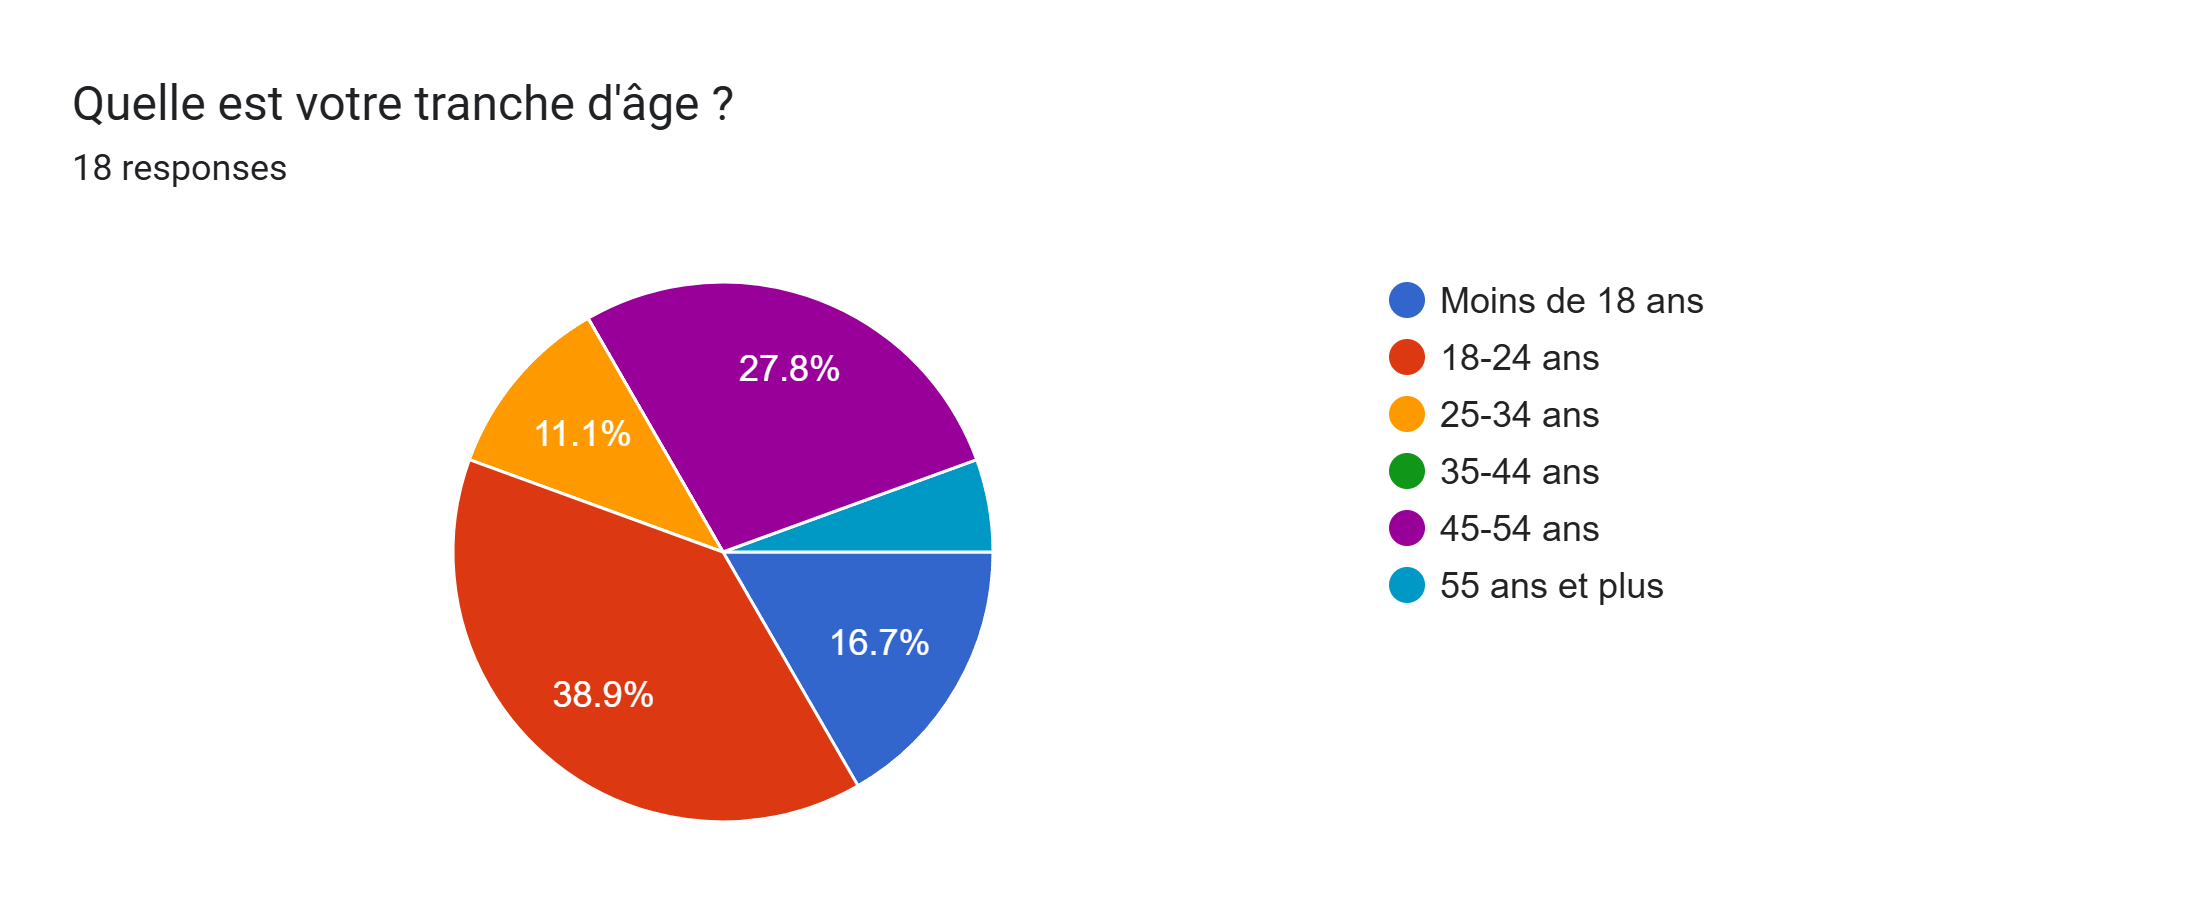 Quelle est votre tranche d'âge ?
18 responses
27.8%
11.1%
16.7%
38.9%
Moins de 18 ans
18-24 ans
25-34 ans
35-44 ans
45-54 ans
55 ans et plus